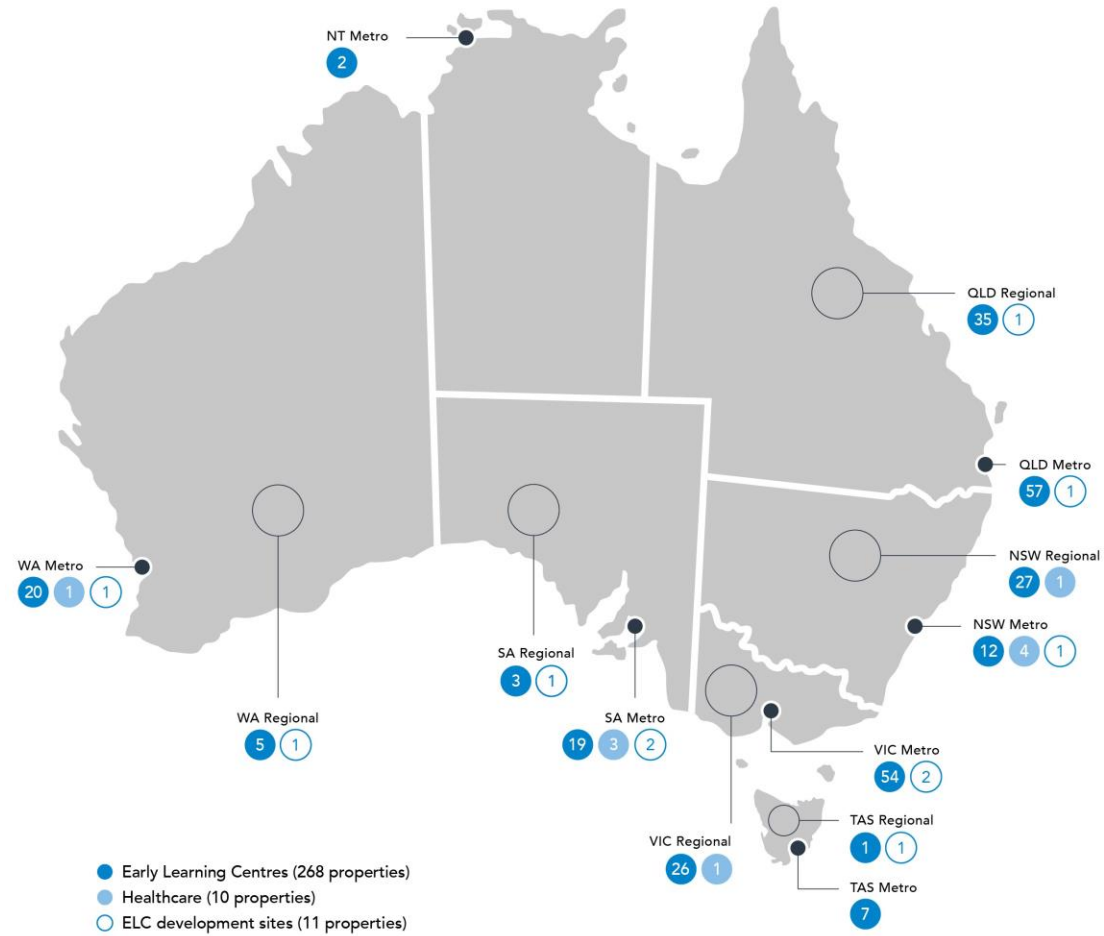 NT Metro
2
QLD Regional
35 1
QLD Metro
57 1
WA Metro
20 1 1
NSW Regional
27 1
NSW Metro
12 4 1
SA Regional
3 1
WA Regional
5 1
SA Metro
19 3 2
VIC Metro
54 2
VIC Regional
26 1
TAS Regional
1 1
TAS Metro
7
Early Learning Centres (268 properties)
Healthcare (10 properties)
ELC development sites (11 properties)